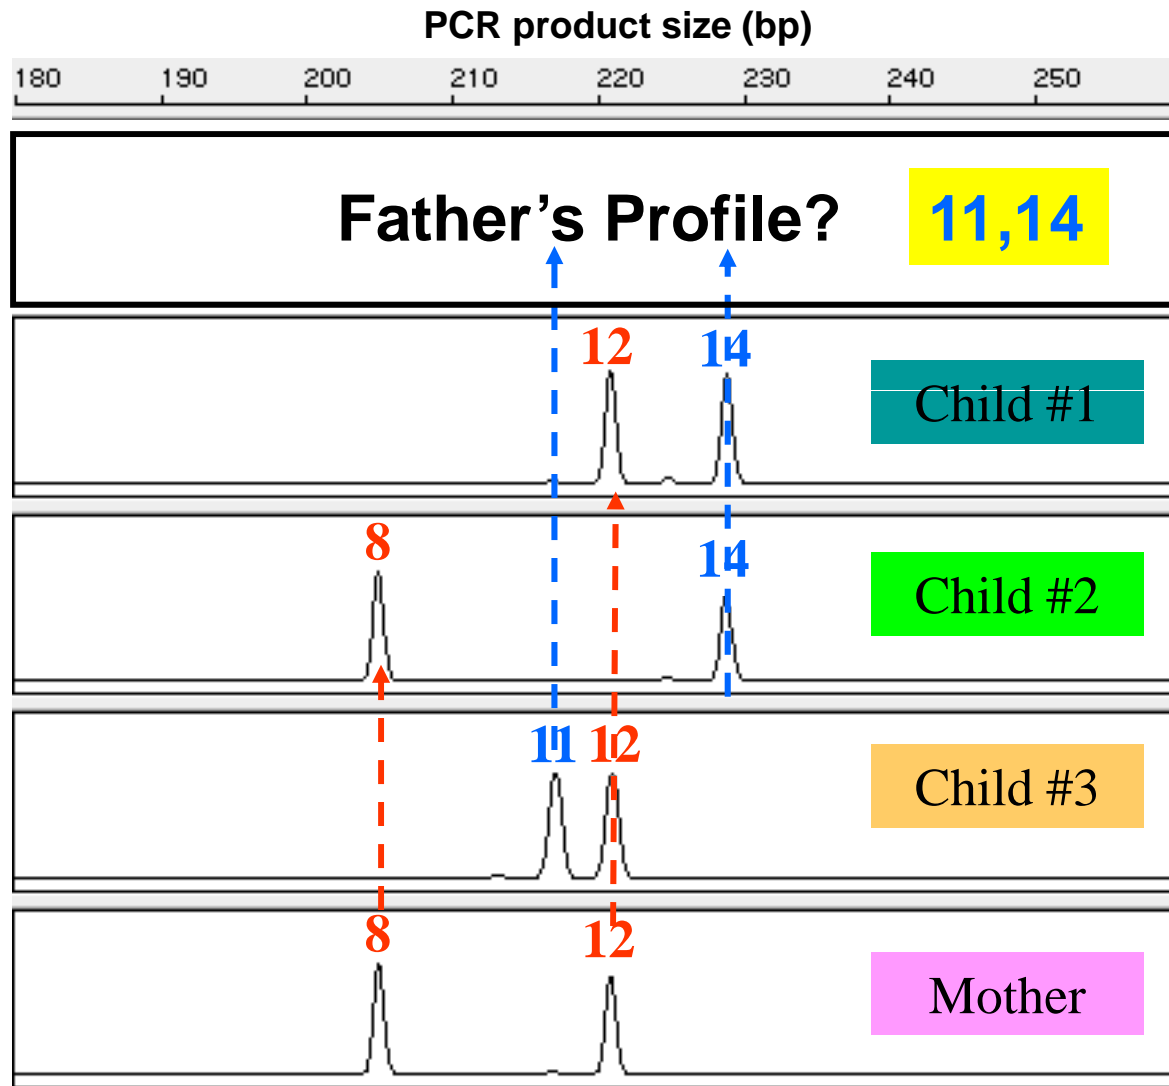 PCR product size (bp)
180 190 200 210 220 230 240 250
Father’s Profile? 11,14
12 14 Child #1
8 14 Child #2
11 12 Child #3
8 12 Mother